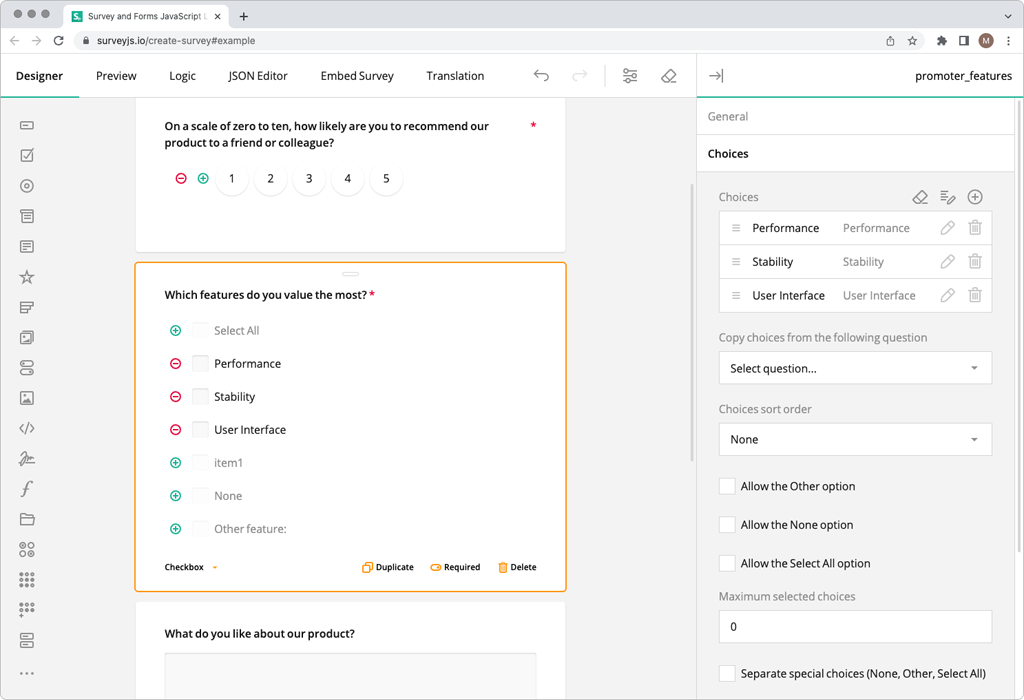 Survey and Forms JavaScript L
surveyjs.io/create-survey#example
M
Designer
Preview
Logic
JSON Editor
Embed Survey
Translation
promoter_features
On a scale of zero to ten, how likely are you to recommend our *
product to a friend or colleague?
1 2 3 4 5
Which features do you value the most? *
Select All
Performance
Stability
User Interface
item1
None
Other feature:
Checkbox
Duplicate
Required
Delete
What do you like about our product?
General
Choices
Choices
Performance Performance
Stability Stability
User Interface User Interface
Copy choices from the following question
Select question...
Choices sort order
None
Allow the Other option
Allow the None option
Allow the Select All option
Maximum selected choices
0
Separate special choices (None, Other, Select All)